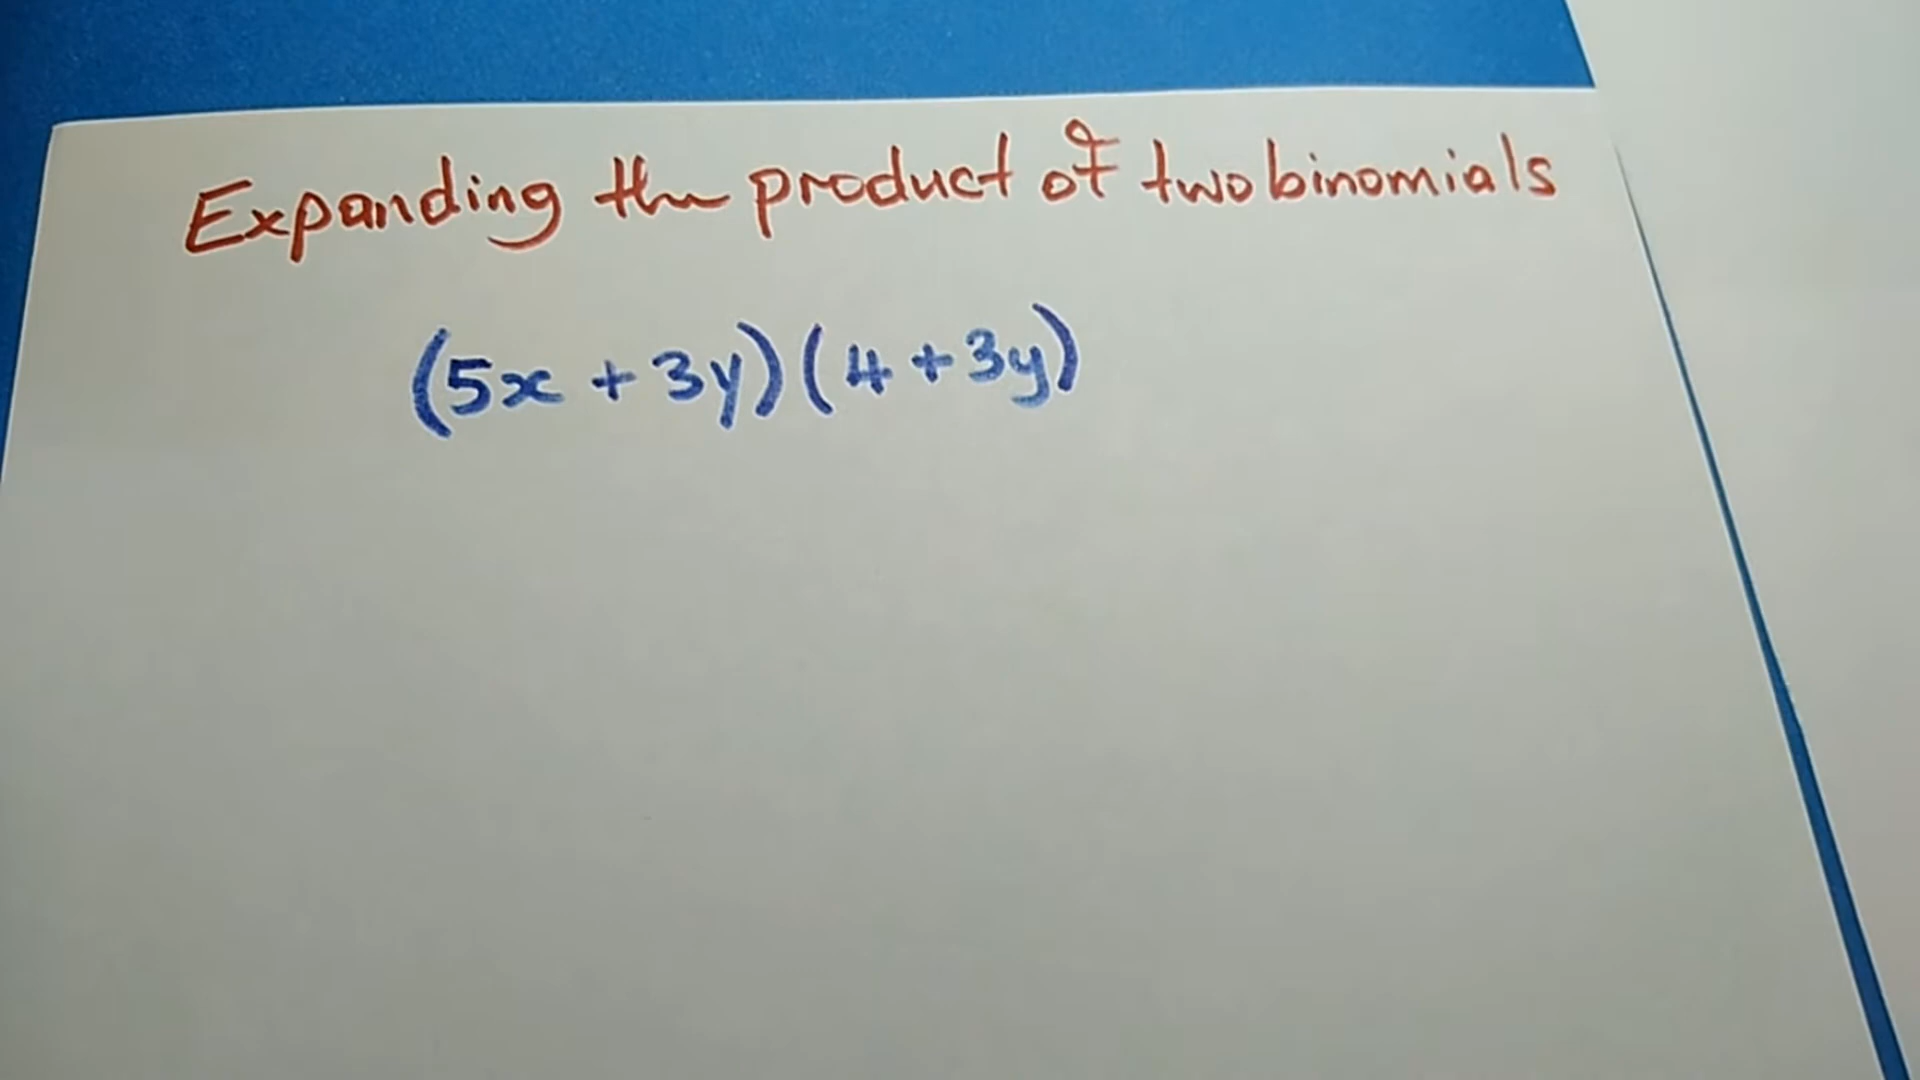 Expanding the product of two binomials
(5x + 3y)(4 + 3y)